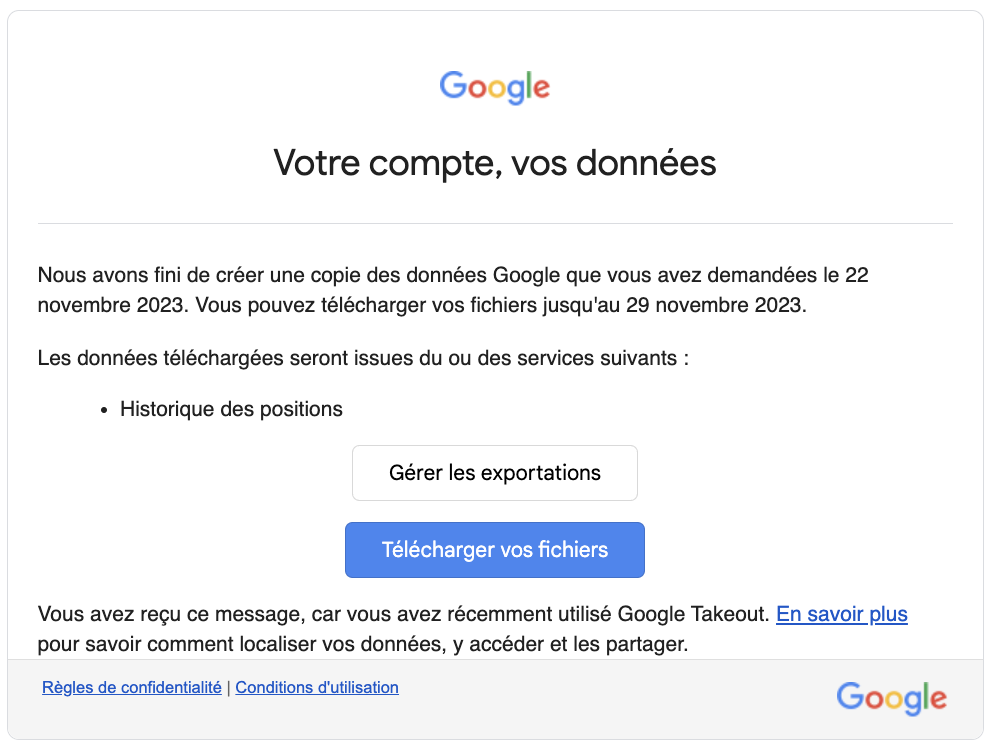 Google
Votre compte, vos données
Nous avons fini de créer une copie des données Google que vous avez demandées le 22
novembre 2023. Vous pouvez télécharger vos fichiers jusqu'au 29 novembre 2023.
Les données téléchargées seront issues du ou des services suivants :
• Historique des positions
Gérer les exportations
Télécharger vos fichiers
Vous avez reçu ce message, car vous avez récemment utilisé Google Takeout. En savoir plus
pour savoir comment localiser vos données, y accéder et les partager.
Règles de confidentialité | Conditions d'utilisation
Google